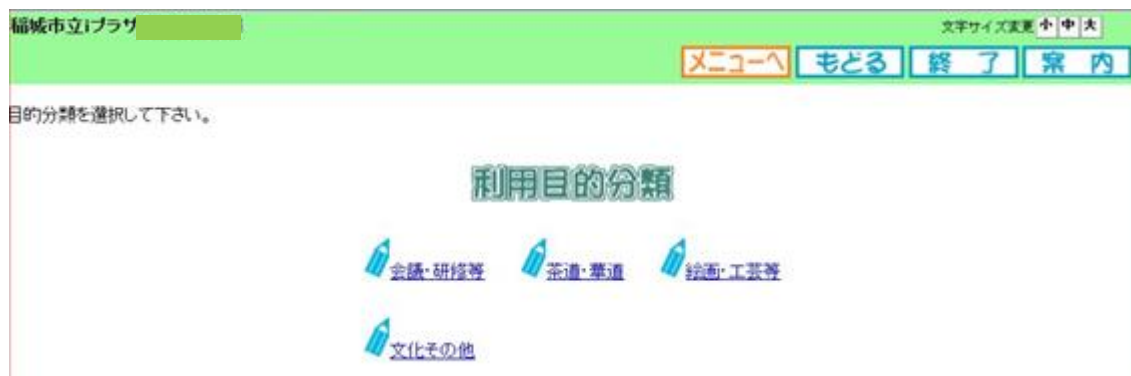 稲城市立iプラザ
文字サイズ変更 小 中 大
メニューへ もどる 終 了 案 内
目的分類を選択して下さい。
利用目的分類
会議・研修等 茶道・華道 絵画・工芸等
文化その他